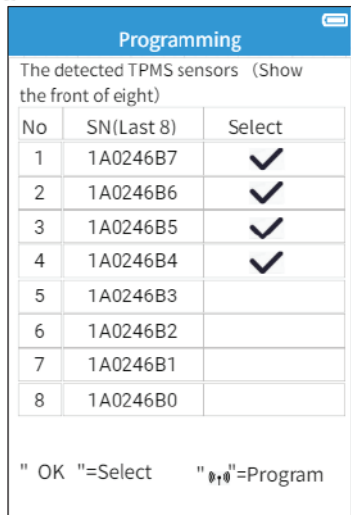 Programming
The detected TPMS sensors （Show
the front of eight）
No SN(Last 8) Select
1 1A0246B7
2 1A0246B6
3 1A0246B5
4 1A0246B4
5 1A0246B3
6 1A0246B2
7 1A0246B1
8 1A0246B0
" OK "=Select " "=Program